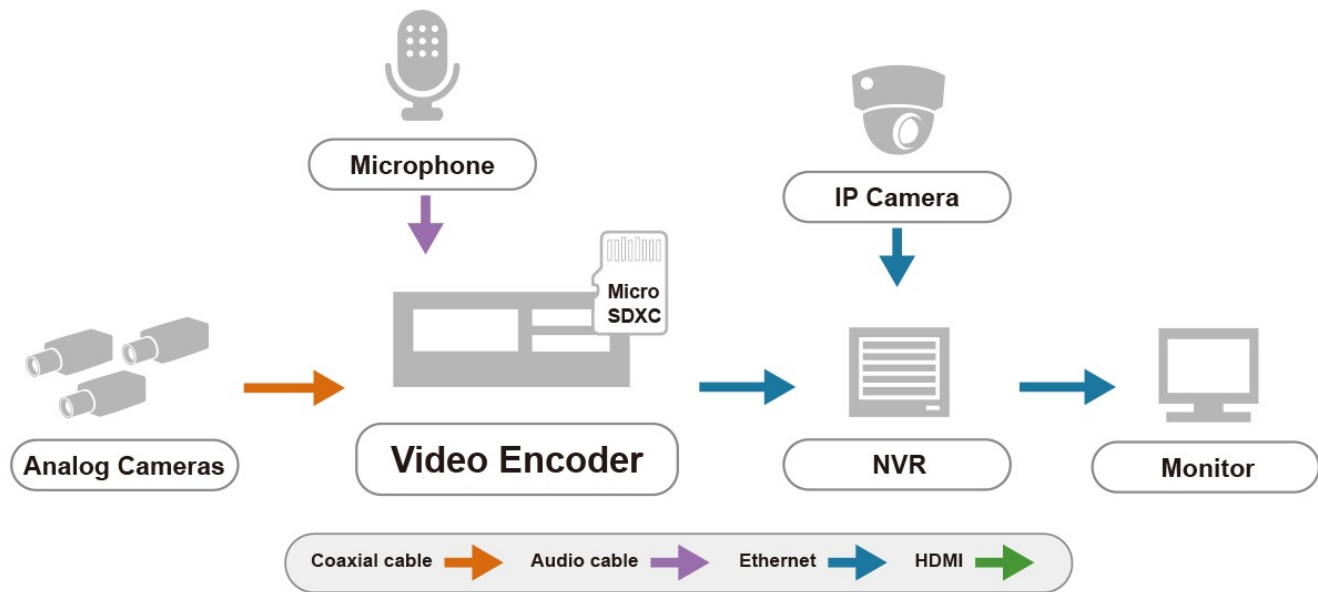 Microphone
IP Camera
Micro
SDXC
Analog Cameras
Video Encoder
NVR
Monitor
Coaxial cable
Audio cable
Ethernet
HDMI